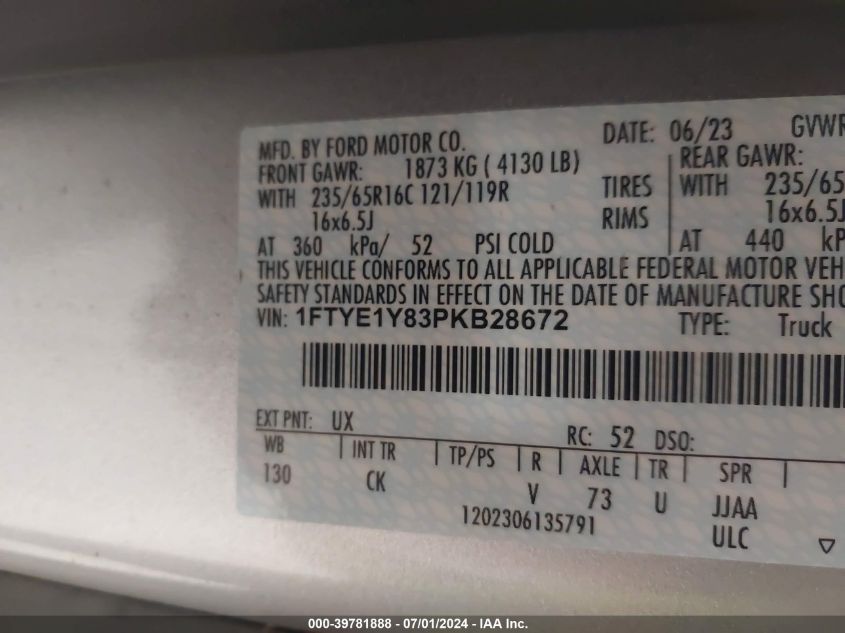 MFD. BY FORD MOTOR CO. DATE: 06/23 GVWR
FRONT GAWR: 1873 KG ( 4130 LB) REAR GAWR:
WITH 235/65R16C 121/119R TIRES WITH 235/65
16x6.5J RIMS 16x6.5J
AT 360 kPa/ 52 PSI COLD AT 440 kP
THIS VEHICLE CONFORMS TO ALL APPLICABLE FEDERAL MOTOR VEH
SAFETY STANDARDS IN EFFECT ON THE DATE OF MANUFACTURE SHO
VIN: 1FTYE1Y83PKB28672 TYPE: Truck
EXT PNT: UX RC: 52 DSO:
WB INT TR TP/PS R AXLE TR SPR
130 CK V 73 U JJAA
1202306135791 ULC
000-39781888 / 07/01/2024 - IAA Inc.